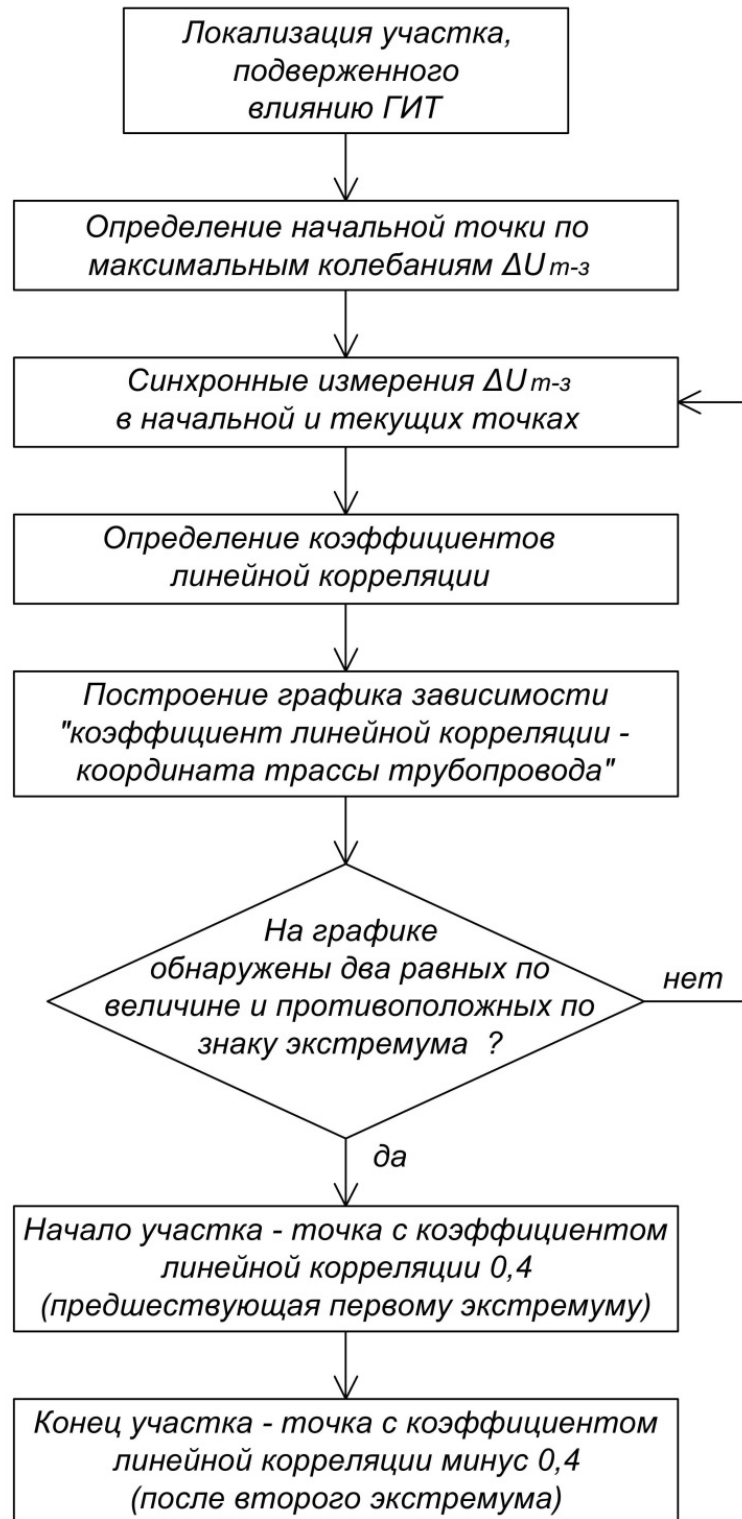 Локализация участка,
подверженного
влиянию ГИТ
Определение начальной точки по
максимальным колебаниям ΔU т-з
Синхронные измерения ΔU т-з
в начальной и текущих точках
Определение коэффициентов
линейной корреляции
Построение графика зависимости
"коэффициент линейной корреляции -
координата трассы трубопровода"
На графике
обнаружены два равных по
величине и противоположных по
знаку экстремума ?
нет
да
Начало участка - точка с коэффициентом
линейной корреляции 0,4
(предшествующая первому экстремуму)
Конец участка - точка с коэффициентом
линейной корреляции минус 0,4
(после второго экстремума)